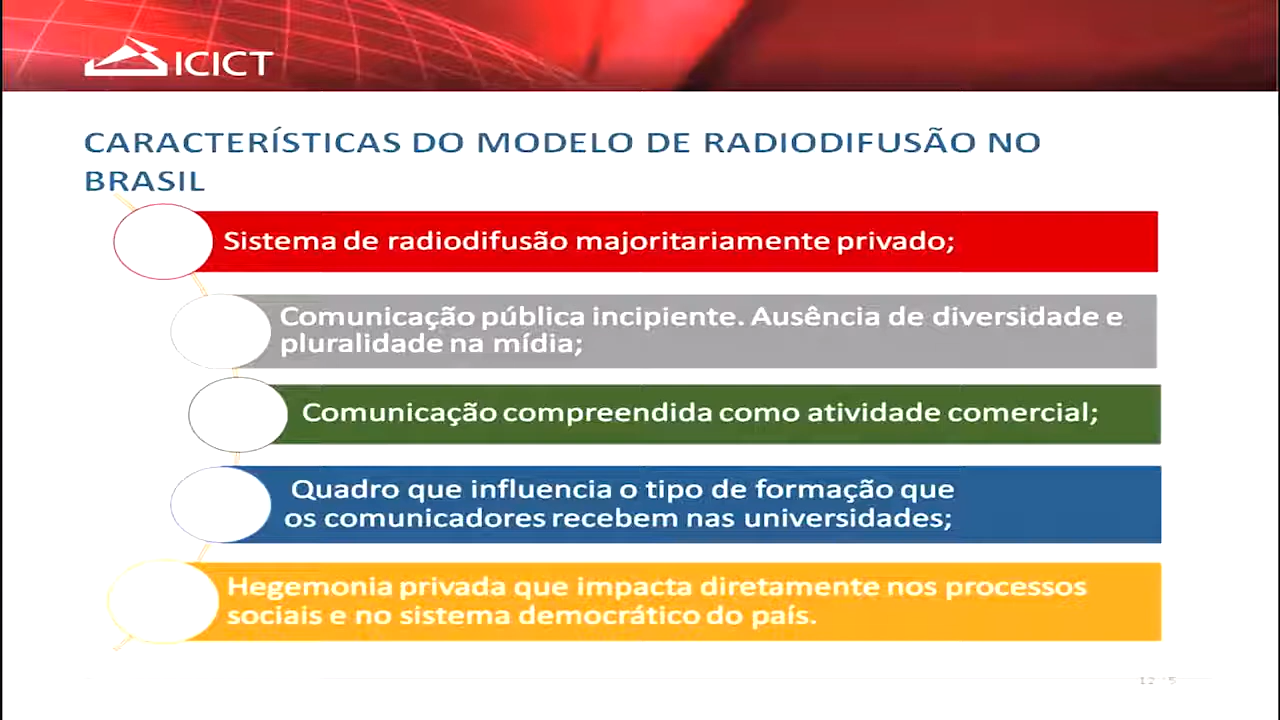 ICICT
CARACTERÍSTICAS DO MODELO DE RADIODIFUSÃO NO
BRASIL
Sistema de radiodifusão majoritariamente privado;
Comunicação pública incipiente. Ausência de diversidade e
pluralidade na mídia;
Comunicação compreendida como atividade comercial;
Quadro que influencia o tipo de formação que
os comunicadores recebem nas universidades;
Hegemonia privada que impacta diretamente nos processos
sociais e no sistema democrático do país.